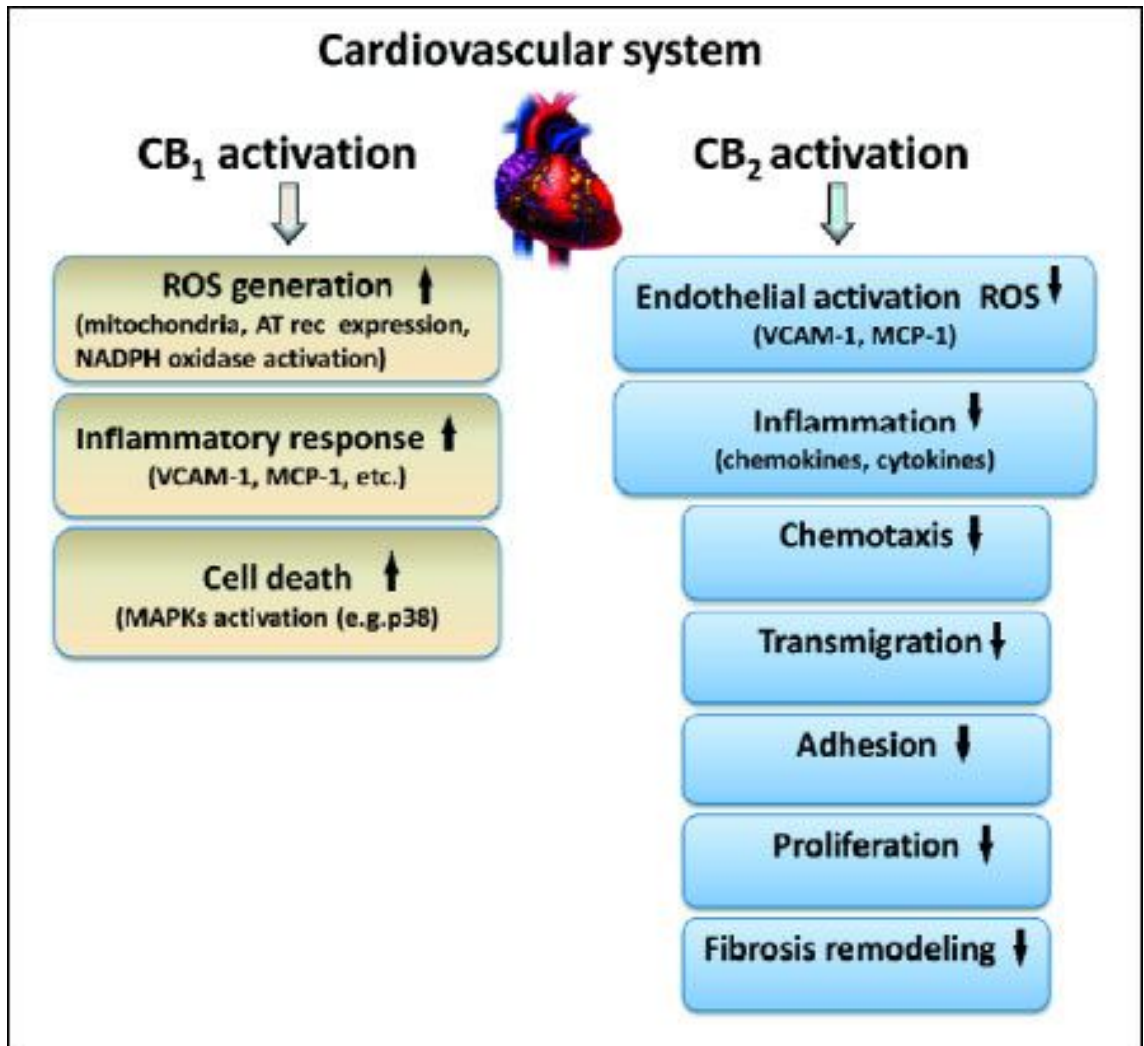 Cardiovascular system
CB₁ activation
ROS generation ⬆
(mitochondria, AT rec expression,
NADPH oxidase activation)
Inflammatory response ⬆
(VCAM-1, MCP-1, etc.)
Cell death ⬆
(MAPKs activation (e.g.p38)
CB₂ activation
Endothelial activation ROS ⬇
(VCAM-1, MCP-1)
Inflammation ⬇
(chemokines, cytokines)
Chemotaxis ⬇
Transmigration ⬇
Adhesion ⬇
Proliferation ⬇
Fibrosis remodeling ⬇